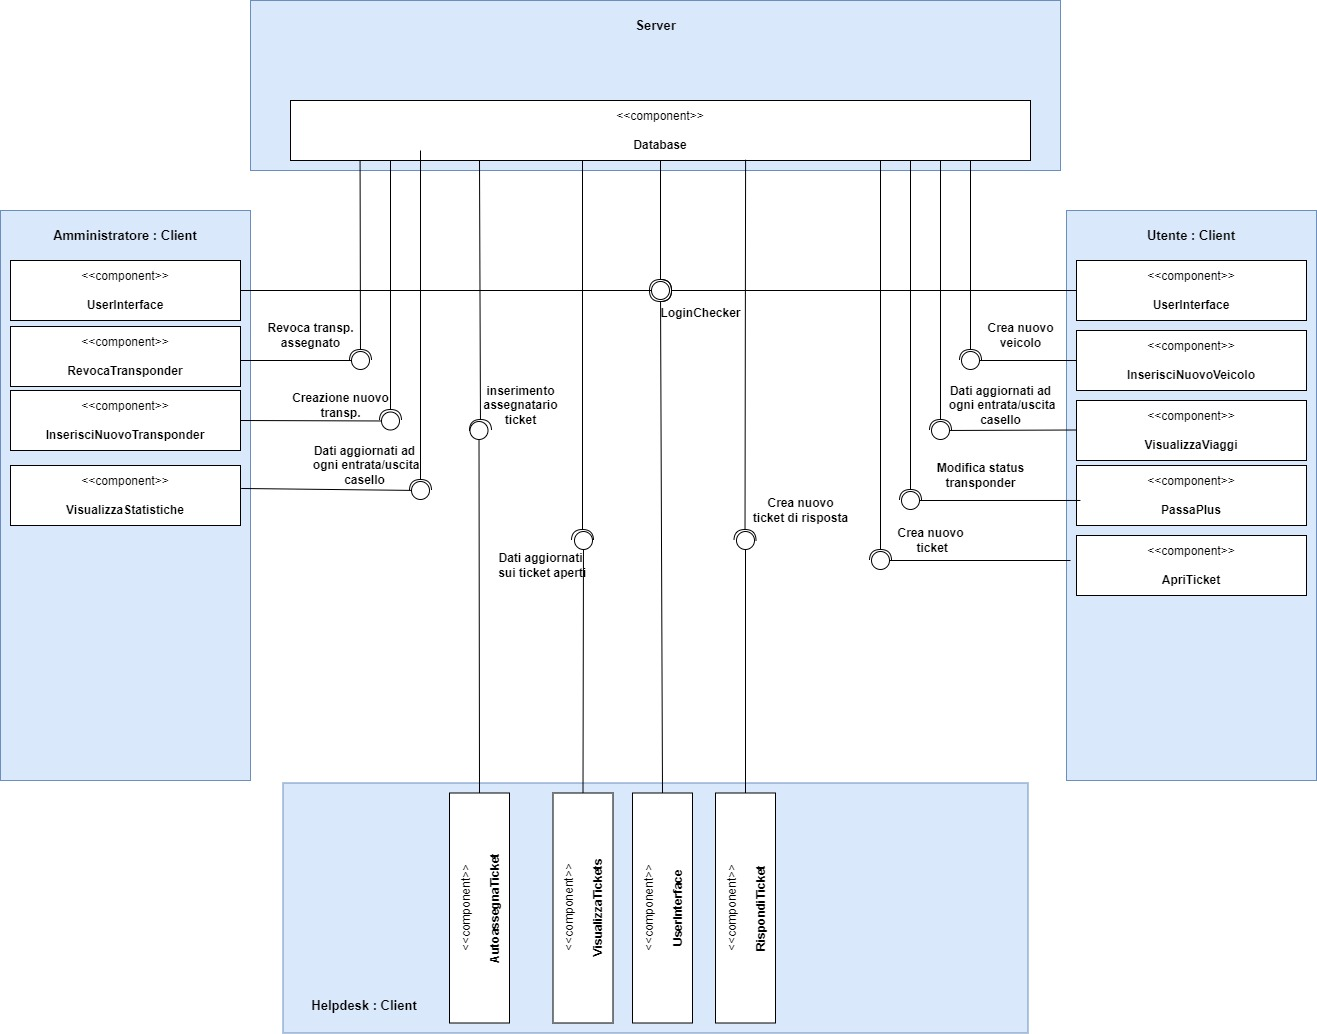 Server
<<component>>
Database
Amministratore : Client
<<component>>
UserInterface
<<component>>
RevocaTransponder
<<component>>
InserisciNuovoTransponder
<<component>>
VisualizzaStatistiche
Revoca transp.
assegnato
Creazione nuovo
transp.
Dati aggiornati ad
ogni entrata/uscita
casello
inserimento
assegnatario
ticket
Dati aggiornati
sui ticket aperti
LoginChecker
Crea nuovo
ticket di risposta
Crea nuovo
veicolo
Dati aggiornati ad
ogni entrata/uscita
casello
Modifica status
transponder
Crea nuovo
ticket
Utente : Client
<<component>>
UserInterface
<<component>>
InserisciNuovoVeicolo
<<component>>
VisualizzaViaggi
<<component>>
PassaPlus
<<component>>
ApriTicket
Helpdesk : Client
<<component>>
AutoassegnaTicket
<<component>>
VisualizzaTickets
<<component>>
UserInterface
<<component>>
RispondiTicket